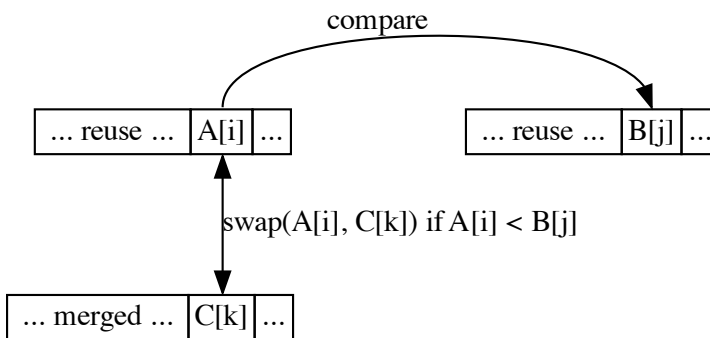 compare
... reuse ... A[i] ...
... reuse ... B[j] ...
swap(A[i], C[k]) if A[i] < B[j]
... merged ... C[k] ...